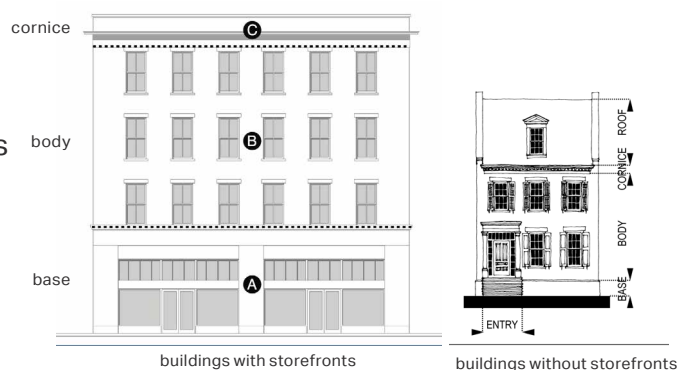 cornice
C
s
body
B
base
A
buildings with storefronts
ROOF
CORNICE
BODY
BASE
ENTRY
buildings without storefronts